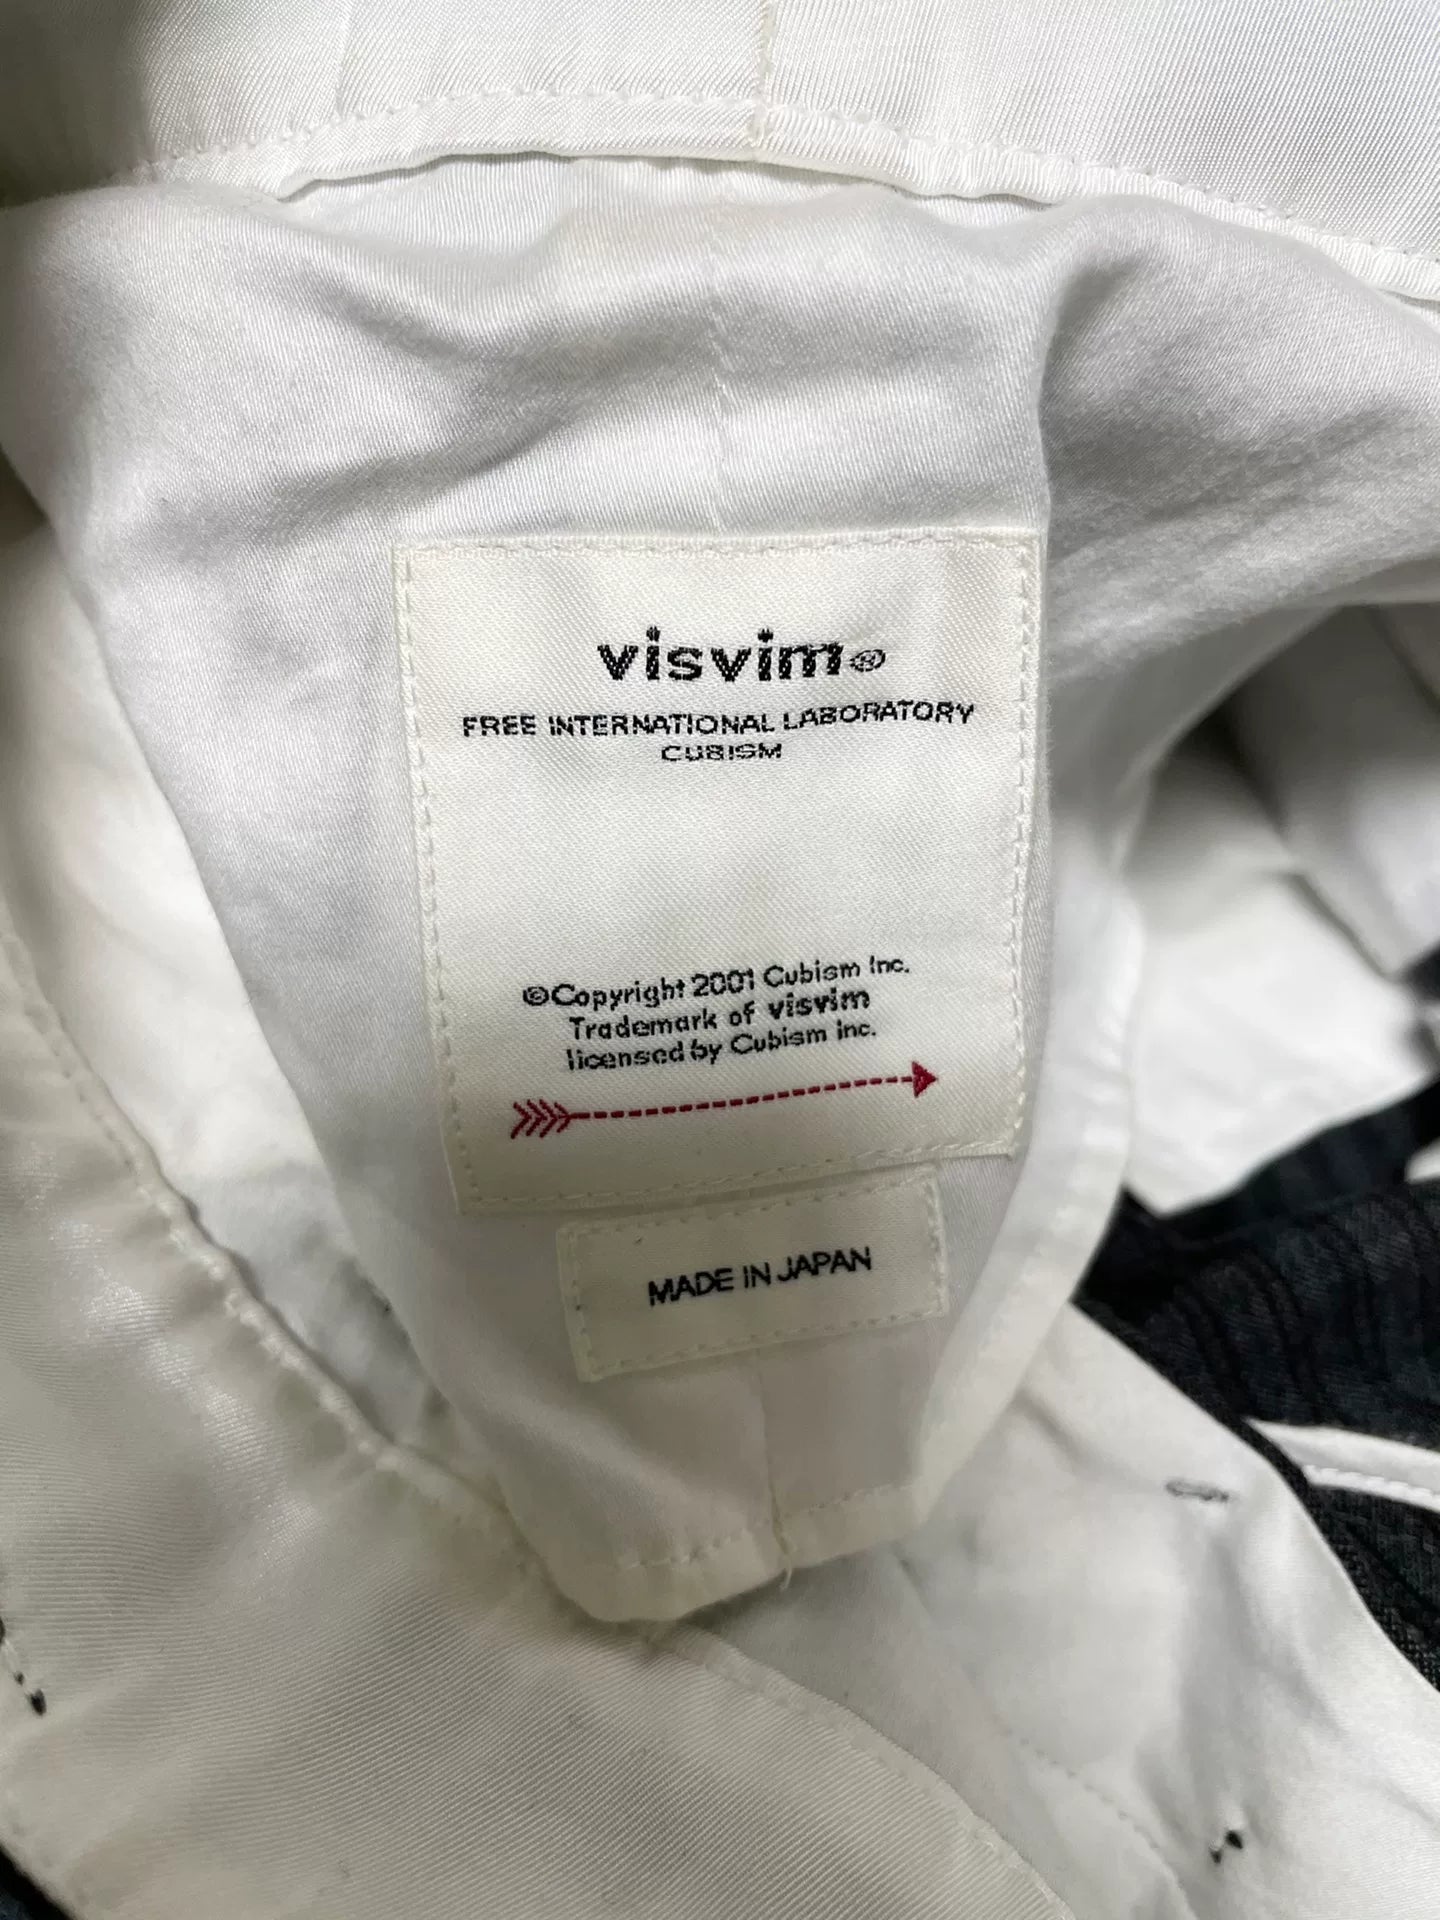 visvim®
FREE INTERNATIONAL LABORATORY
CUBISM
©Copyright 2001 Cubism Inc.
Trademark of visvim
licensed by Cubism inc.
MADE IN JAPAN